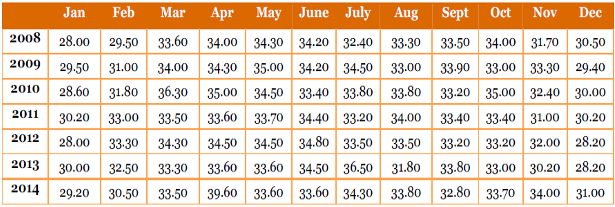 Jan Feb Mar Apr May June July Aug Sept Oct Nov Dec
2008 28.00 29.50 33.60 34.00 34.30 34.20 32.40 33.30 33.50 34.00 31.70 30.50
2009 29.50 31.00 34.00 34.30 35.00 34.20 34.50 33.00 33.90 33.00 33.30 29.40
2010 28.60 31.80 36.30 35.00 34.50 33.40 33.80 33.80 33.20 35.00 32.40 30.00
2011 30.20 33.00 33.50 33.60 33.70 34.40 33.20 34.00 33.40 33.40 31.00 30.20
2012 28.00 33.30 34.30 34.50 34.50 34.80 33.50 33.50 33.20 33.20 32.00 28.20
2013 30.00 32.50 33.30 33.60 33.60 34.50 36.50 31.80 33.80 33.00 30.20 28.20
2014 29.20 30.50 33.50 39.60 33.60 33.60 34.30 33.80 32.80 33.70 34.00 31.00